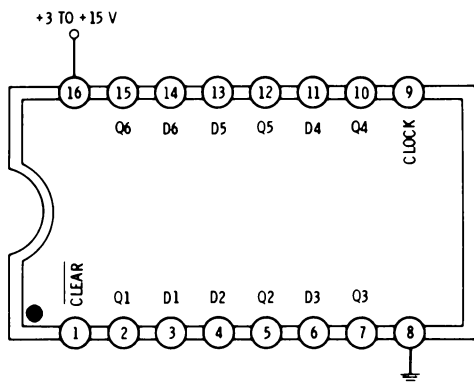 +3 TO +15 V
16 15 14 13 12 11 10 9
Q6 D6 D5 Q5 D4 Q4 CLOCK
CLEAR Q1 D1 D2 Q2 D3 Q3
1 2 3 4 5 6 7 8